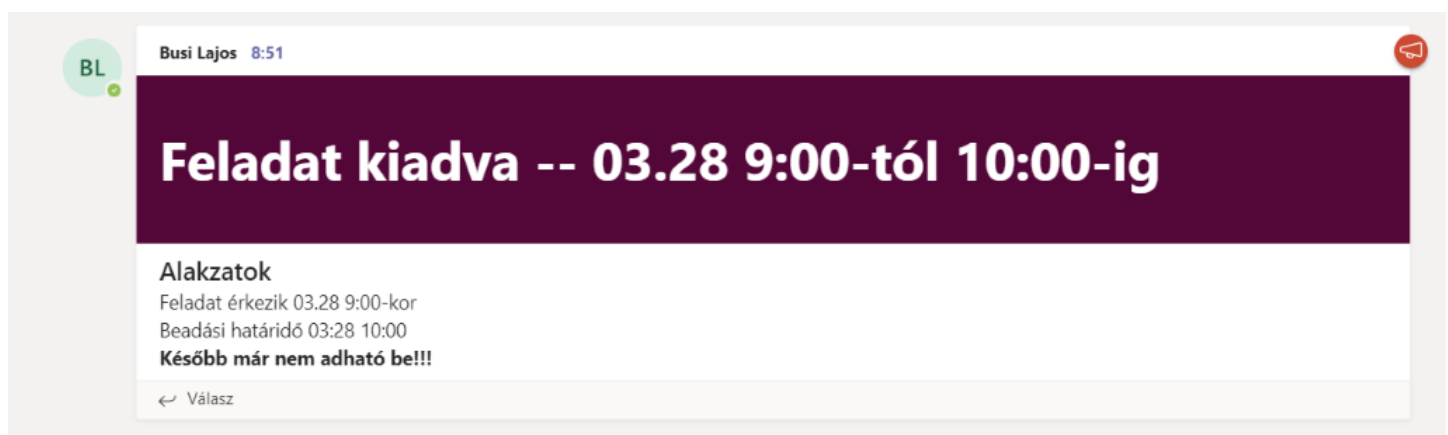 BL
Busi Lajos 8:51
Feladat kiadva -- 03.28 9:00-tól 10:00-ig
Alakzatok
Feladat érkezik 03.28 9:00-kor
Beadási határidő 03:28 10:00
Később már nem adható be!!!
Válasz